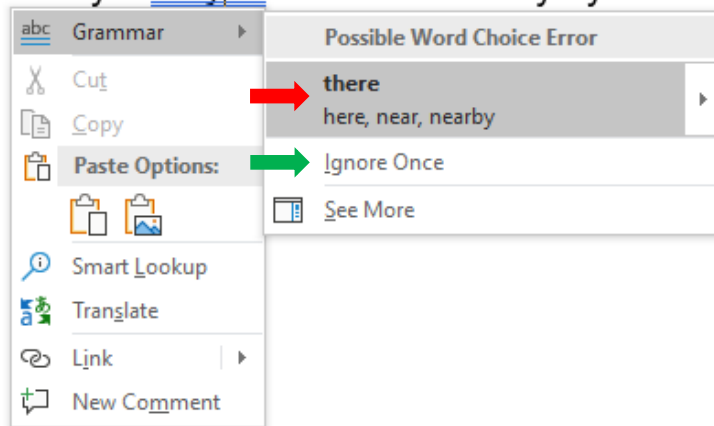 abc Grammar
Possible Word Choice Error
there
here, near, nearby
Ignore Once
See More
Cut
Copy
Paste Options:
Smart Lookup
Translate
Link
New Comment